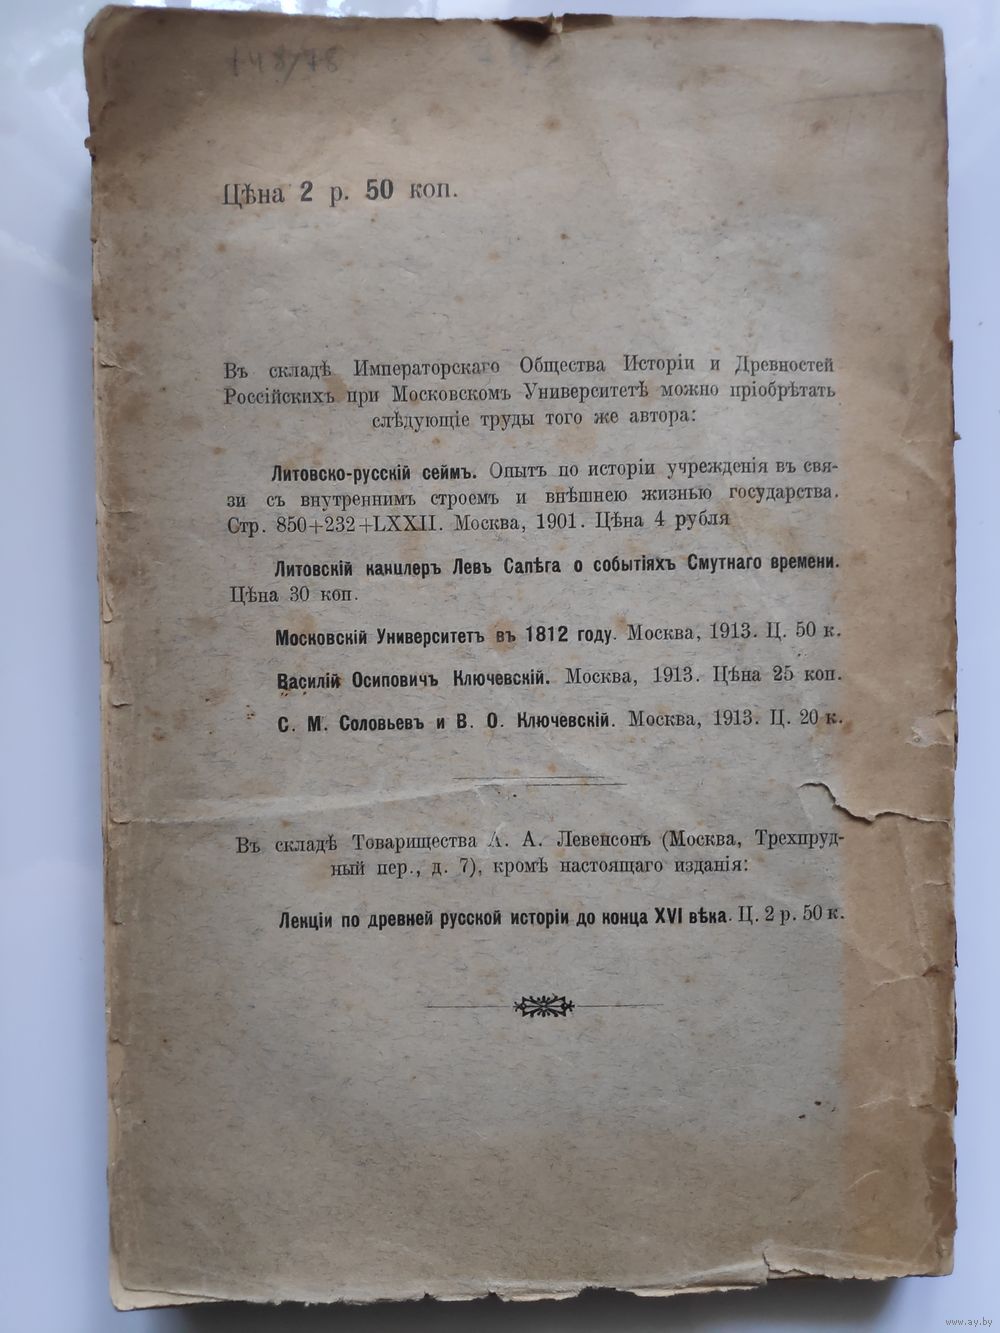 148/78
Цѣна 2 р. 50 коп.
Въ складѣ Императорскаго Общества Исторіи и Древностей
Россійскихъ при Московскомъ Университетѣ можно пріобрѣтать
слѣдующіе труды того же автора:
Литовско-русскій сеймъ. Опытъ по исторіи учрежденія въ свя-
зи съ внутреннимъ строемъ и внѣшнею жизнью государства.
Стр. 850+232+LXXII. Москва, 1901. Цѣна 4 рубля
Литовскій канцлеръ Левъ Сапѣга о событіяхъ Смутнаго времени.
Цѣна 30 коп.
Московскій Университетъ въ 1812 году. Москва, 1913. Ц. 50 к.
Василій Осиповичъ Ключевскій. Москва, 1913. Цѣна 25 коп.
С. М. Соловьевъ и В. О. Ключевскій. Москва, 1913. Ц. 20 к.
Въ складѣ Товарищества А. А. Левенсонъ (Москва, Трехпруд-
ный пер., д. 7), кромѣ настоящаго изданія:
Лекціи по древней русской исторіи до конца XVI вѣка. Ц. 2 р. 50 к.
www.ay.by